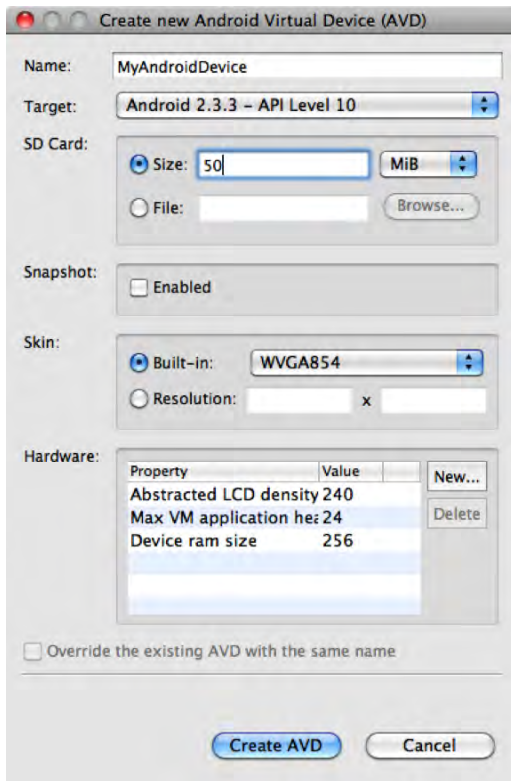 Create new Android Virtual Device (AVD)
Name: MyAndroidDevice
Target: Android 2.3.3 – API Level 10
SD Card:
Size: 50 MiB
File: Browse...
Snapshot:
Enabled
Skin:
Built-in: WVGA854
Resolution: x
Hardware:
Property Value New...
Abstracted LCD density 240
Max VM application hea 24 Delete
Device ram size 256
Override the existing AVD with the same name
Create AVD Cancel